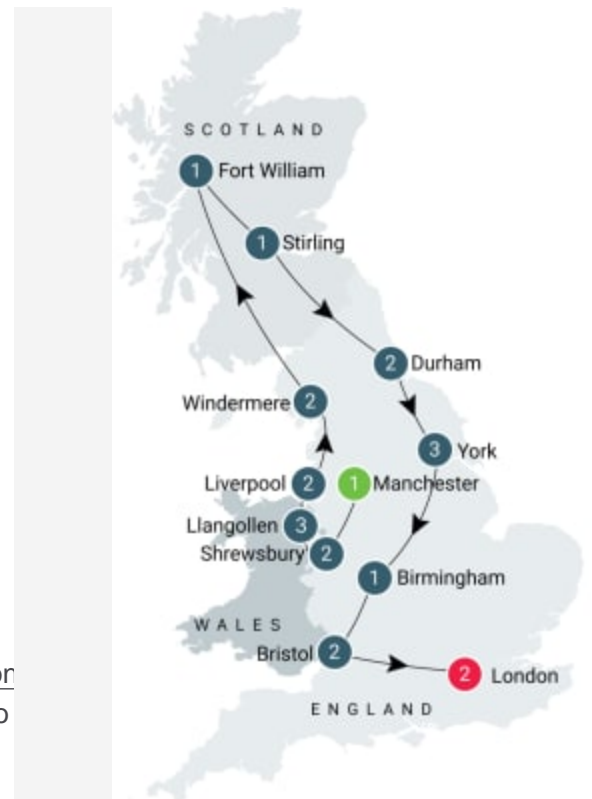 SCOTLAND
1 Fort William
1 Stirling
2 Durham
Windermere 2
3 York
Liverpool 2
1 Manchester
Llangollen 3
Shrewsbury 2
1 Birmingham
WALES
Bristol 2
2 London
ENGLAND